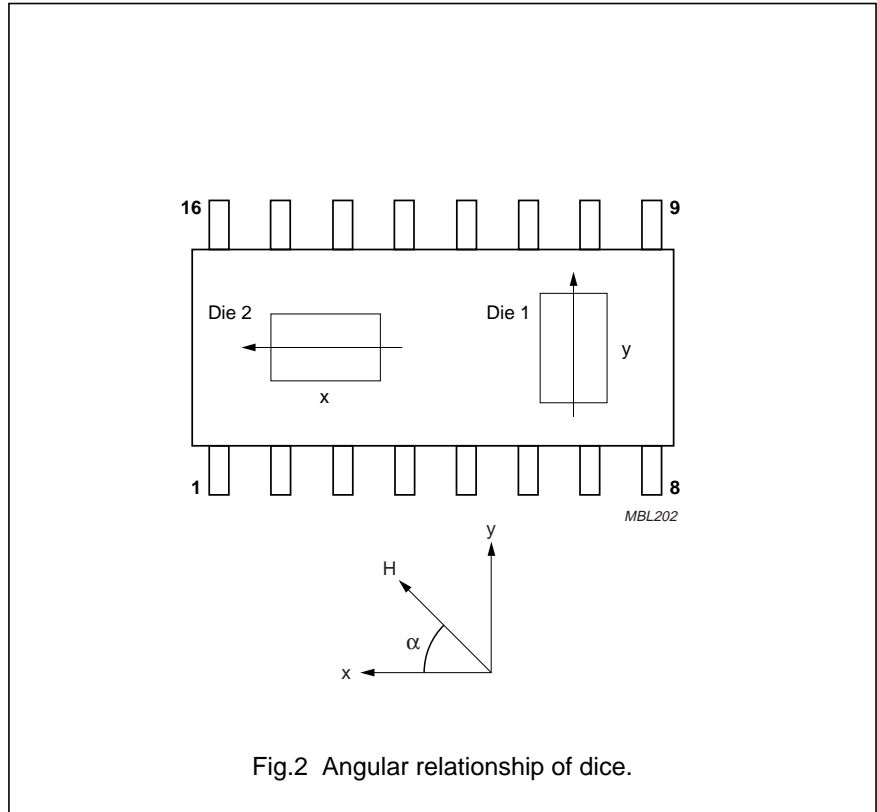 16 9
Die 2 Die 1
y
x
1 8
MBL202
y
H
α
x
Fig.2 Angular relationship of dice.